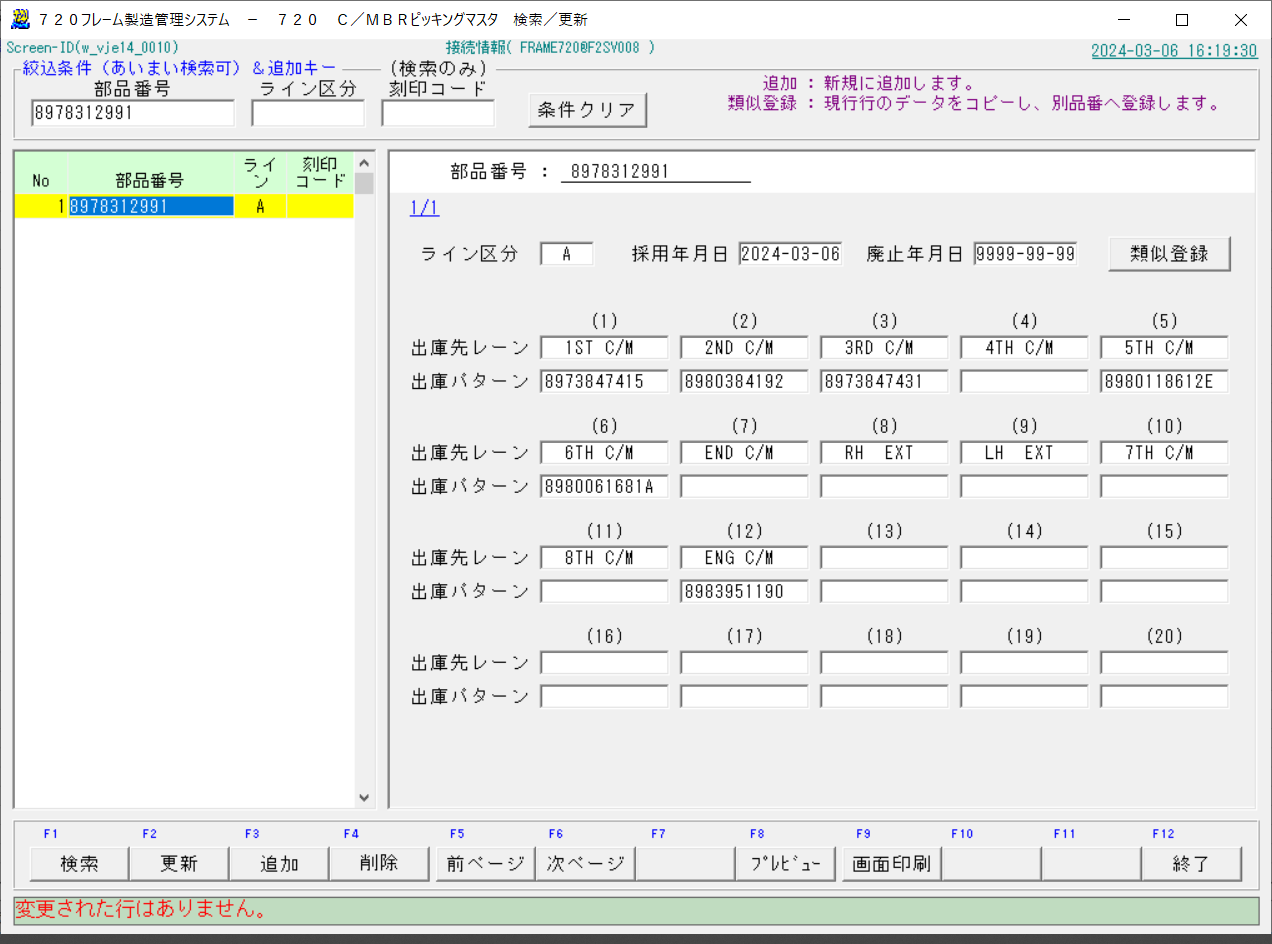 ７２０フレーム製造管理システム　－　７２０　Ｃ／ＭＢＲピッキングマスタ　検索／更新
Screen-ID(w_vje14_0010)　接続情報( FRAME720@F2SV008 )　2024-03-06 16:19:30
絞込条件（あいまい検索可）＆追加キー　（検索のみ）
部品番号　ライン区分　刻印コード
8978312991　条件クリア
追加 ： 新規に追加します。
類似登録 ： 現行行のデータをコピーし、別品番へ登録します。
No　部品番号　ライン　刻印コード
1　8978312991　A
部品番号 ： 8978312991
1/1
ライン区分　A　採用年月日　2024-03-06　廃止年月日　9999-99-99　類似登録
(1)　(2)　(3)　(4)　(5)
出庫先レーン　1ST C/M　2ND C/M　3RD C/M　4TH C/M　5TH C/M
出庫パターン　8973847415　8980384192　8973847431　8980118612E
(6)　(7)　(8)　(9)　(10)
出庫先レーン　6TH C/M　END C/M　RH　EXT　LH　EXT　7TH C/M
出庫パターン　8980061681A
(11)　(12)　(13)　(14)　(15)
出庫先レーン　8TH C/M　ENG C/M
出庫パターン　8983951190
(16)　(17)　(18)　(19)　(20)
出庫先レーン
出庫パターン
F1　F2　F3　F4　F5　F6　F7　F8　F9　F10　F11　F12
検索　更新　追加　削除　前ページ　次ページ　ﾌﾟﾚﾋﾞｭｰ　画面印刷　終了
変更された行はありません。